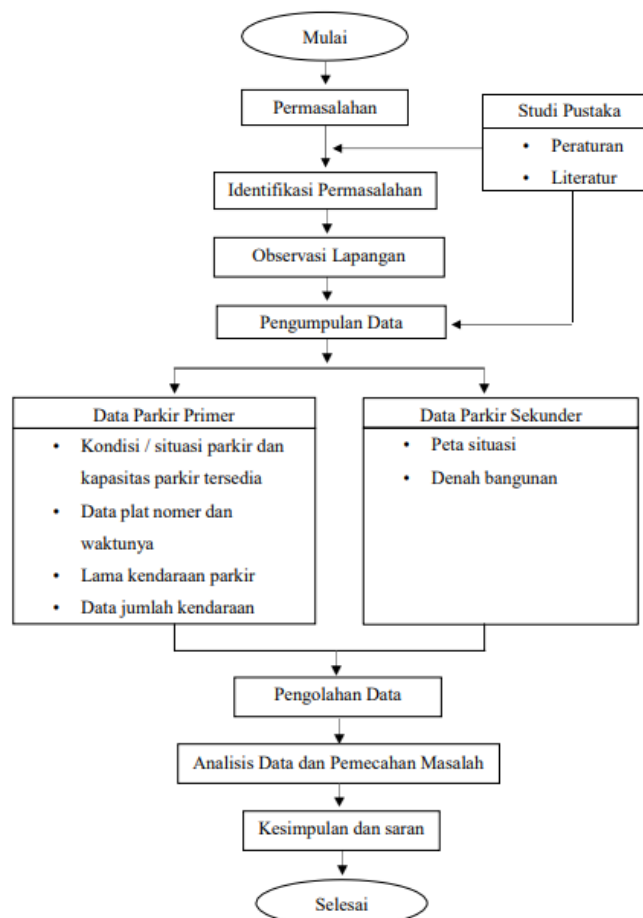 Mulai
Permasalahan
Studi Pustaka
• Peraturan
• Literatur
Identifikasi Permasalahan
Observasi Lapangan
Pengumpulan Data
Data Parkir Primer
• Kondisi / situasi parkir dan
kapasitas parkir tersedia
• Data plat nomer dan
waktunya
• Lama kendaraan parkir
• Data jumlah kendaraan
Data Parkir Sekunder
• Peta situasi
• Denah bangunan
Pengolahan Data
Analisis Data dan Pemecahan Masalah
Kesimpulan dan saran
Selesai